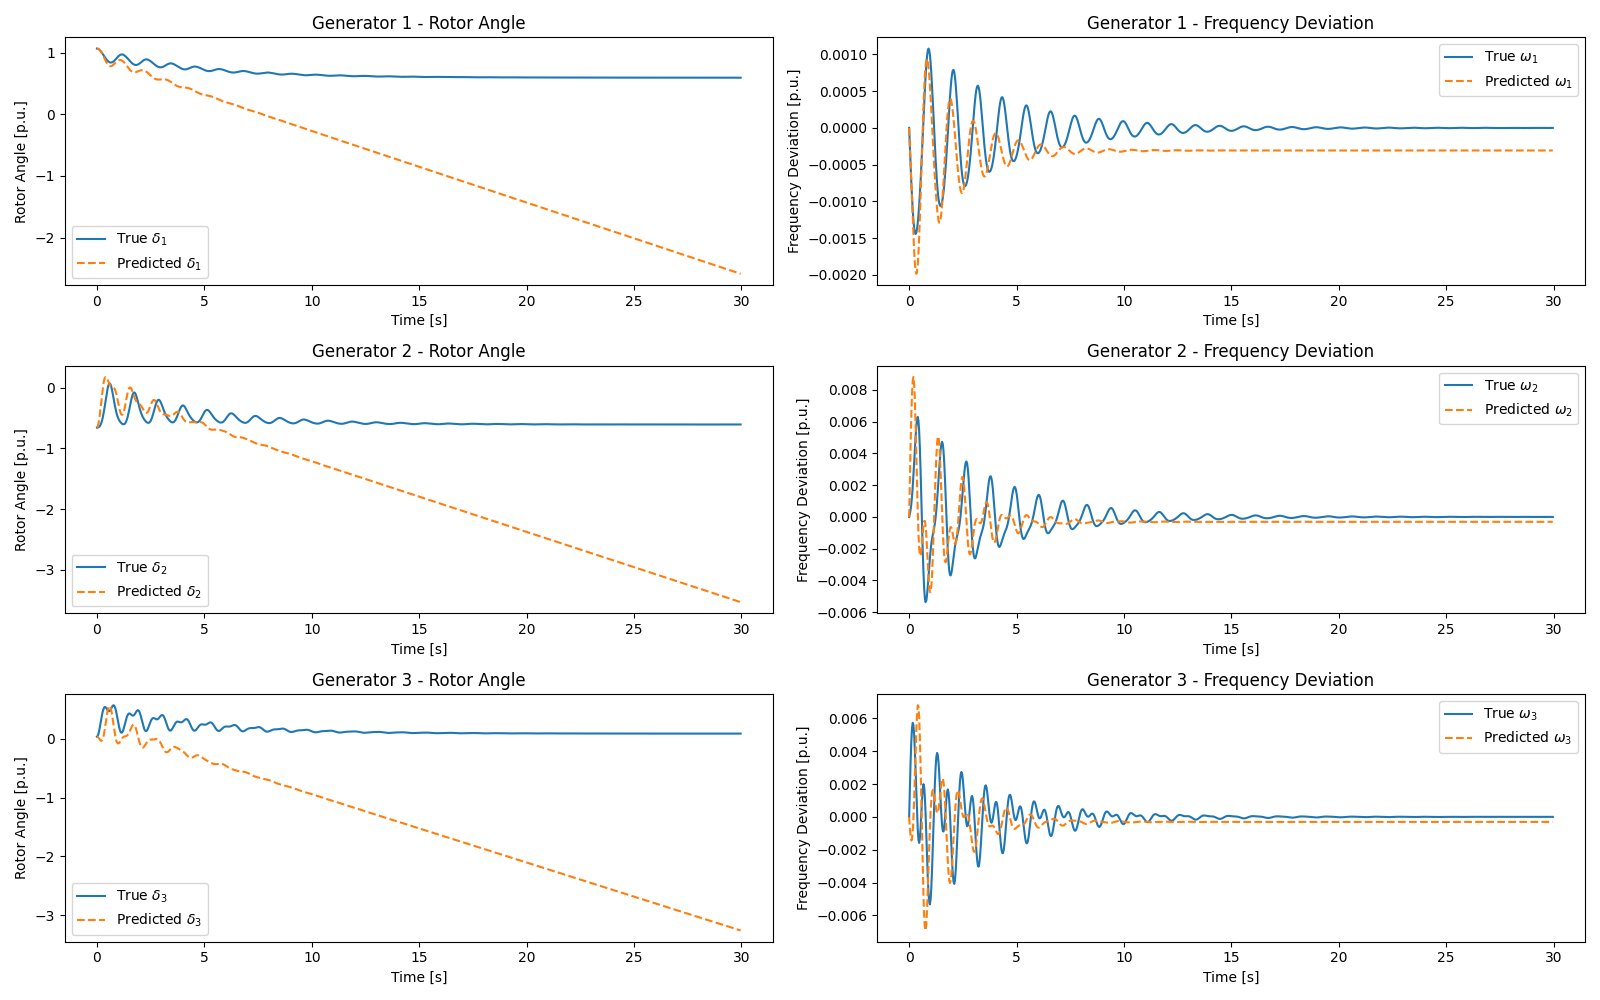 Generator 1 - Rotor Angle
Rotor Angle [p.u.]
1
0
−1
−2
True δ1
Predicted δ1
0 5 10 15 20 25 30
Time [s]
Generator 1 - Frequency Deviation
Frequency Deviation [p.u.]
0.0010
0.0005
0.0000
−0.0005
−0.0010
−0.0015
−0.0020
True ω1
Predicted ω1
0 5 10 15 20 25 30
Time [s]
Generator 2 - Rotor Angle
Rotor Angle [p.u.]
0
−1
−2
−3
True δ2
Predicted δ2
0 5 10 15 20 25 30
Time [s]
Generator 2 - Frequency Deviation
Frequency Deviation [p.u.]
0.008
0.006
0.004
0.002
0.000
−0.002
−0.004
−0.006
True ω2
Predicted ω2
0 5 10 15 20 25 30
Time [s]
Generator 3 - Rotor Angle
Rotor Angle [p.u.]
0
−1
−2
−3
True δ3
Predicted δ3
0 5 10 15 20 25 30
Time [s]
Generator 3 - Frequency Deviation
Frequency Deviation [p.u.]
0.006
0.004
0.002
0.000
−0.002
−0.004
−0.006
True ω3
Predicted ω3
0 5 10 15 20 25 30
Time [s]